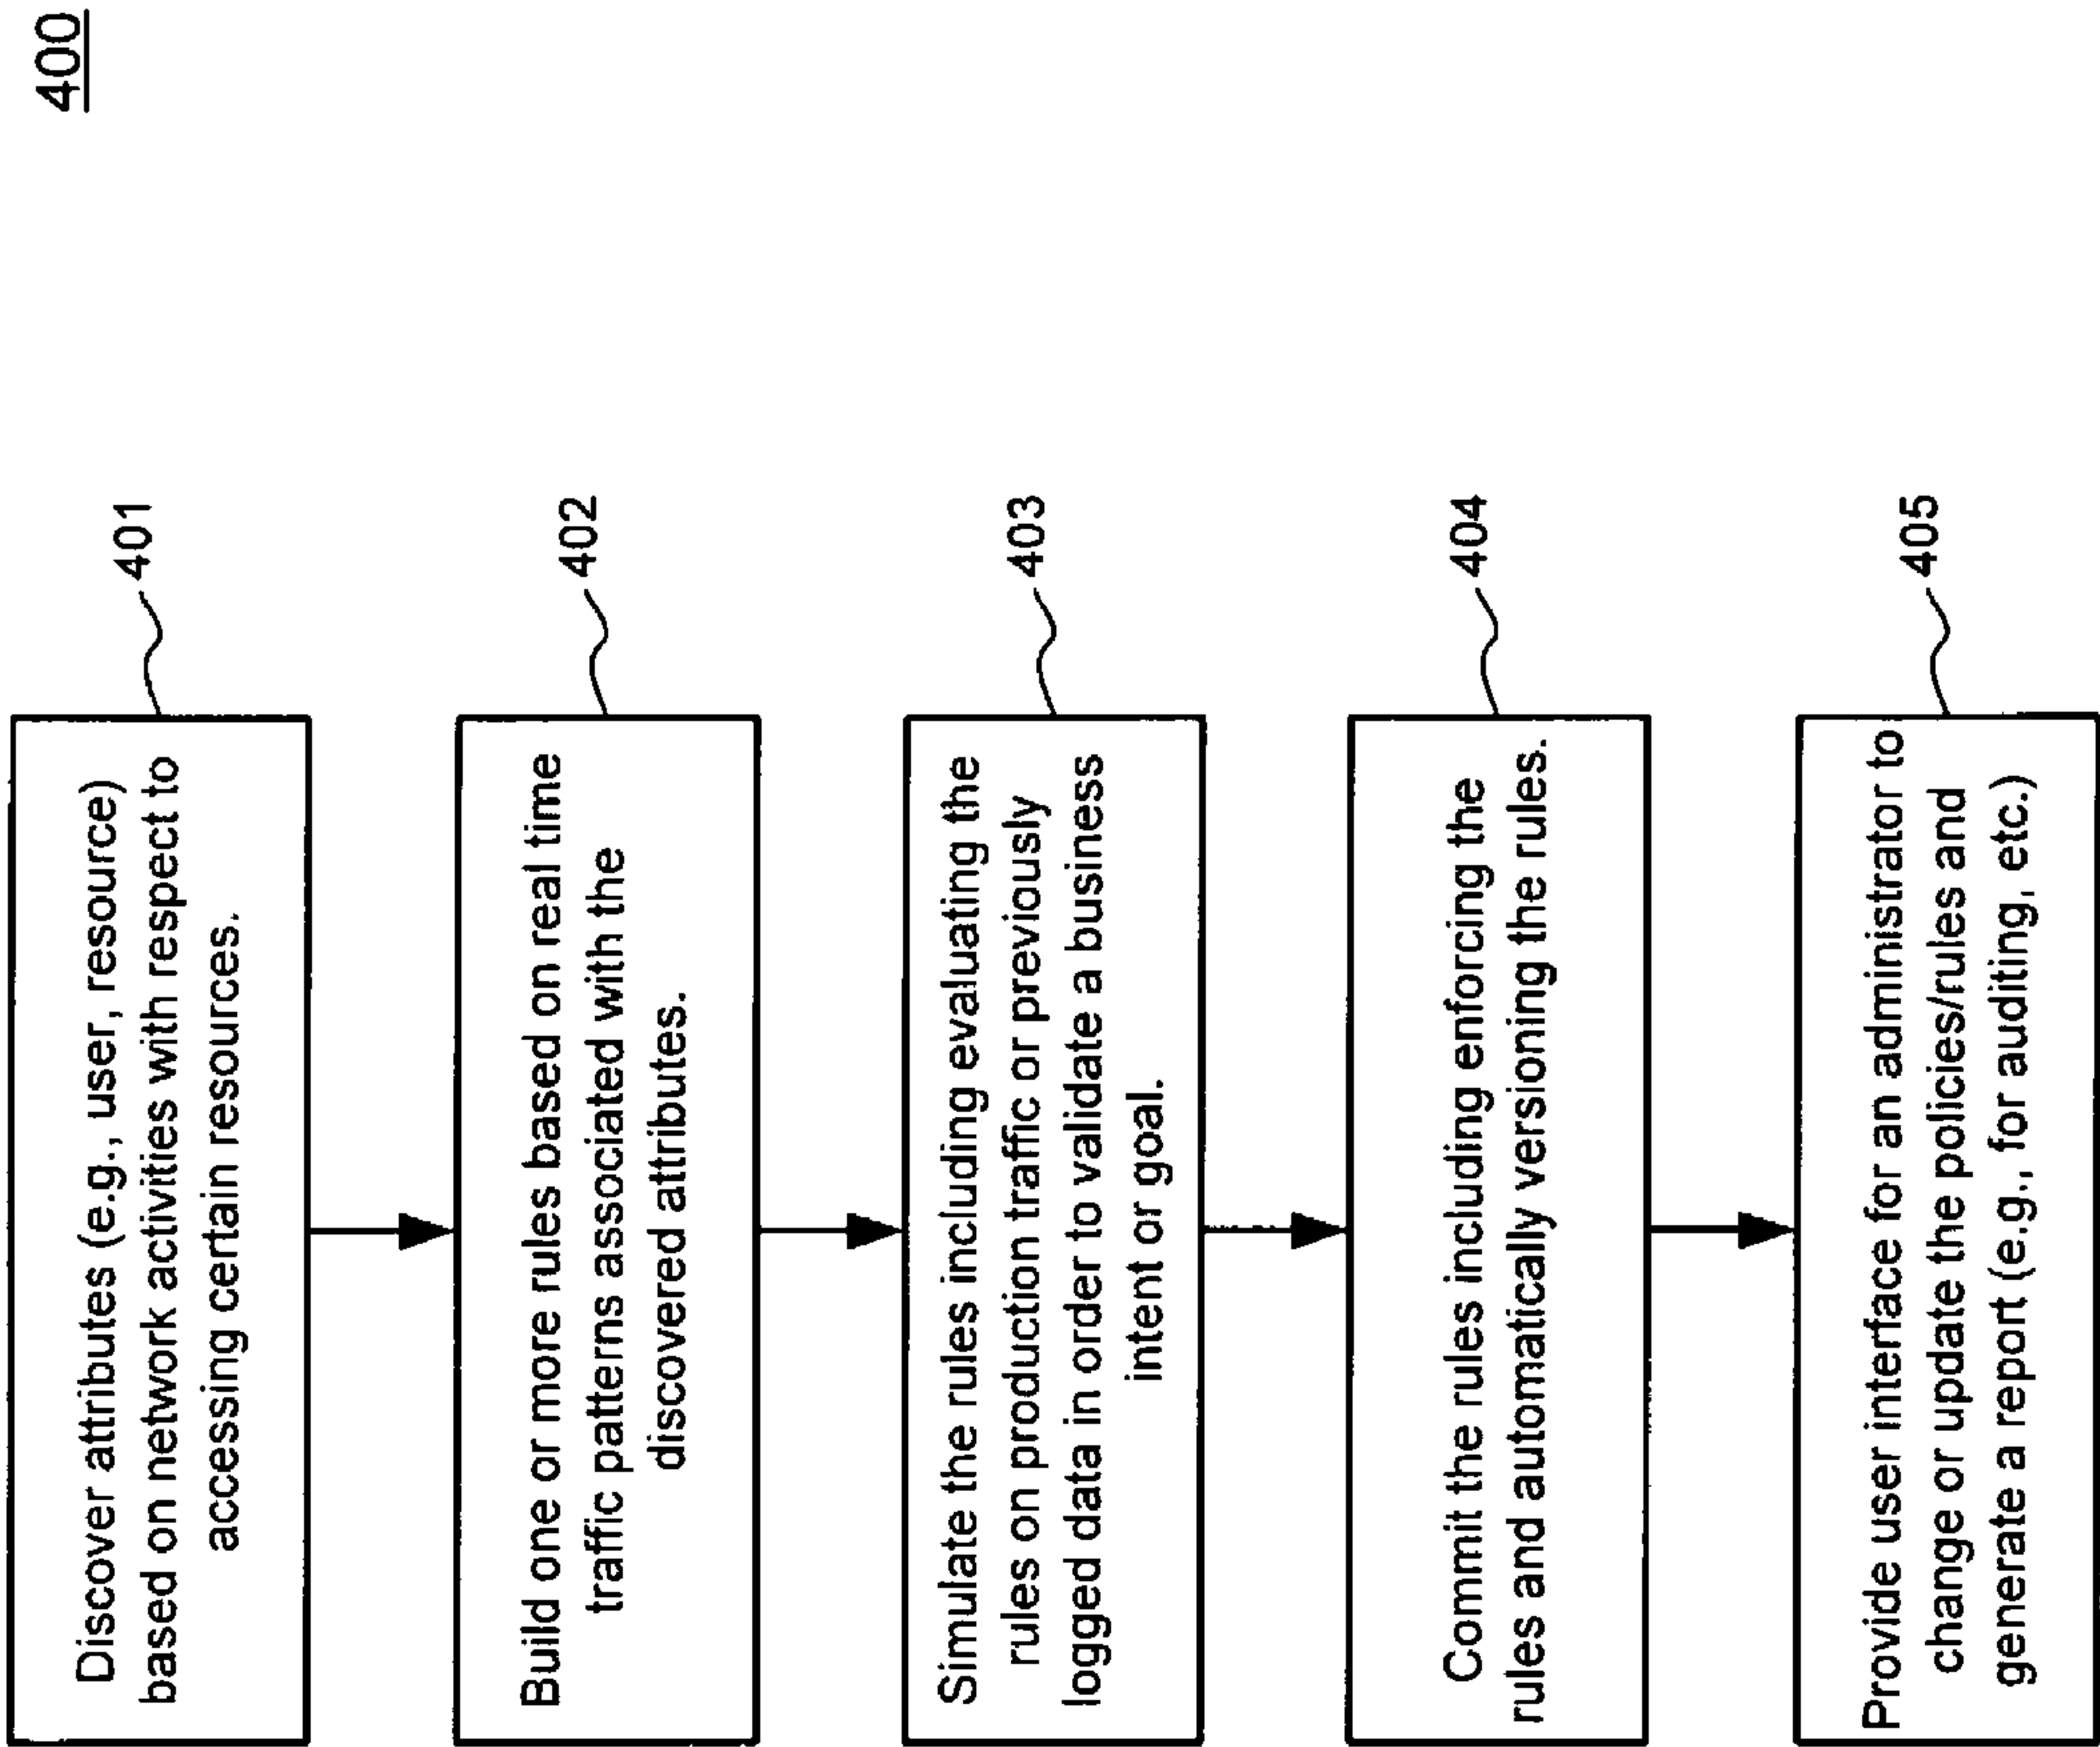 400
Discover attributes (e.g., user, resource)
based on network activities with respect to
accessing certain resources.
401
Build one or more rules based on real time
traffic patterns associated with the
discovered attributes.
402
Simulate the rules including evaluating the
rules on production traffic or previously
logged data in order to validate a business
intent or goal.
403
Commit the rules including enforcing the
rules and automatically versioning the rules.
404
Provide user interface for an administrator to
change or update the policies/rules and
generate a report (e.g., for auditing, etc.)
405